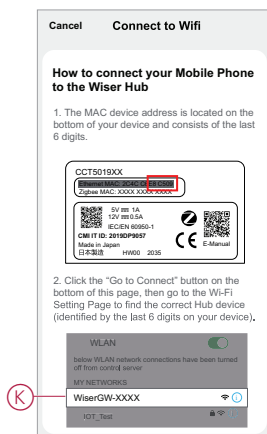 Cancel Connect to Wifi
How to connect your Mobile Phone
to the Wiser Hub
1. The MAC device address is located on the
bottom of your device and consists of the last
6 digits.
CCT5019XX
Ethernet MAC: 2C4C C6E8 C509
Zigbee MAC: XXXX XXXX XXXX
5V 1A
12V 0.5A
IEC/EN 60950-1
CMI IT ID: 2019DP9057
Made in Japan
日本製造 HW00 2035
E-Manual
2. Click the “Go to Connect” button on the
bottom of this page, then go to the Wi-Fi
Setting Page to find the correct Hub device
(identified by the last 6 digits on your device).
WLAN
below WLAN network connections have been turned
off from control server
MY NETWORKS
K WiserGW-XXXX
IOT_Test